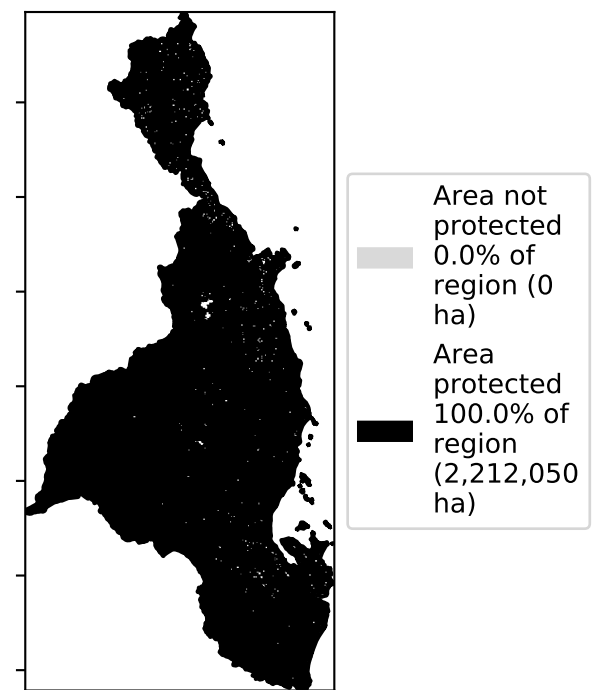 Area not
protected
0.0% of
region (0
ha)
Area
protected
100.0% of
region
(2,212,050
ha)